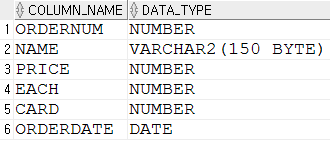 COLUMN_NAME DATA_TYPE
1 ORDERNUM NUMBER
2 NAME VARCHAR2(150 BYTE)
3 PRICE NUMBER
4 EACH NUMBER
5 CARD NUMBER
6 ORDERDATE DATE